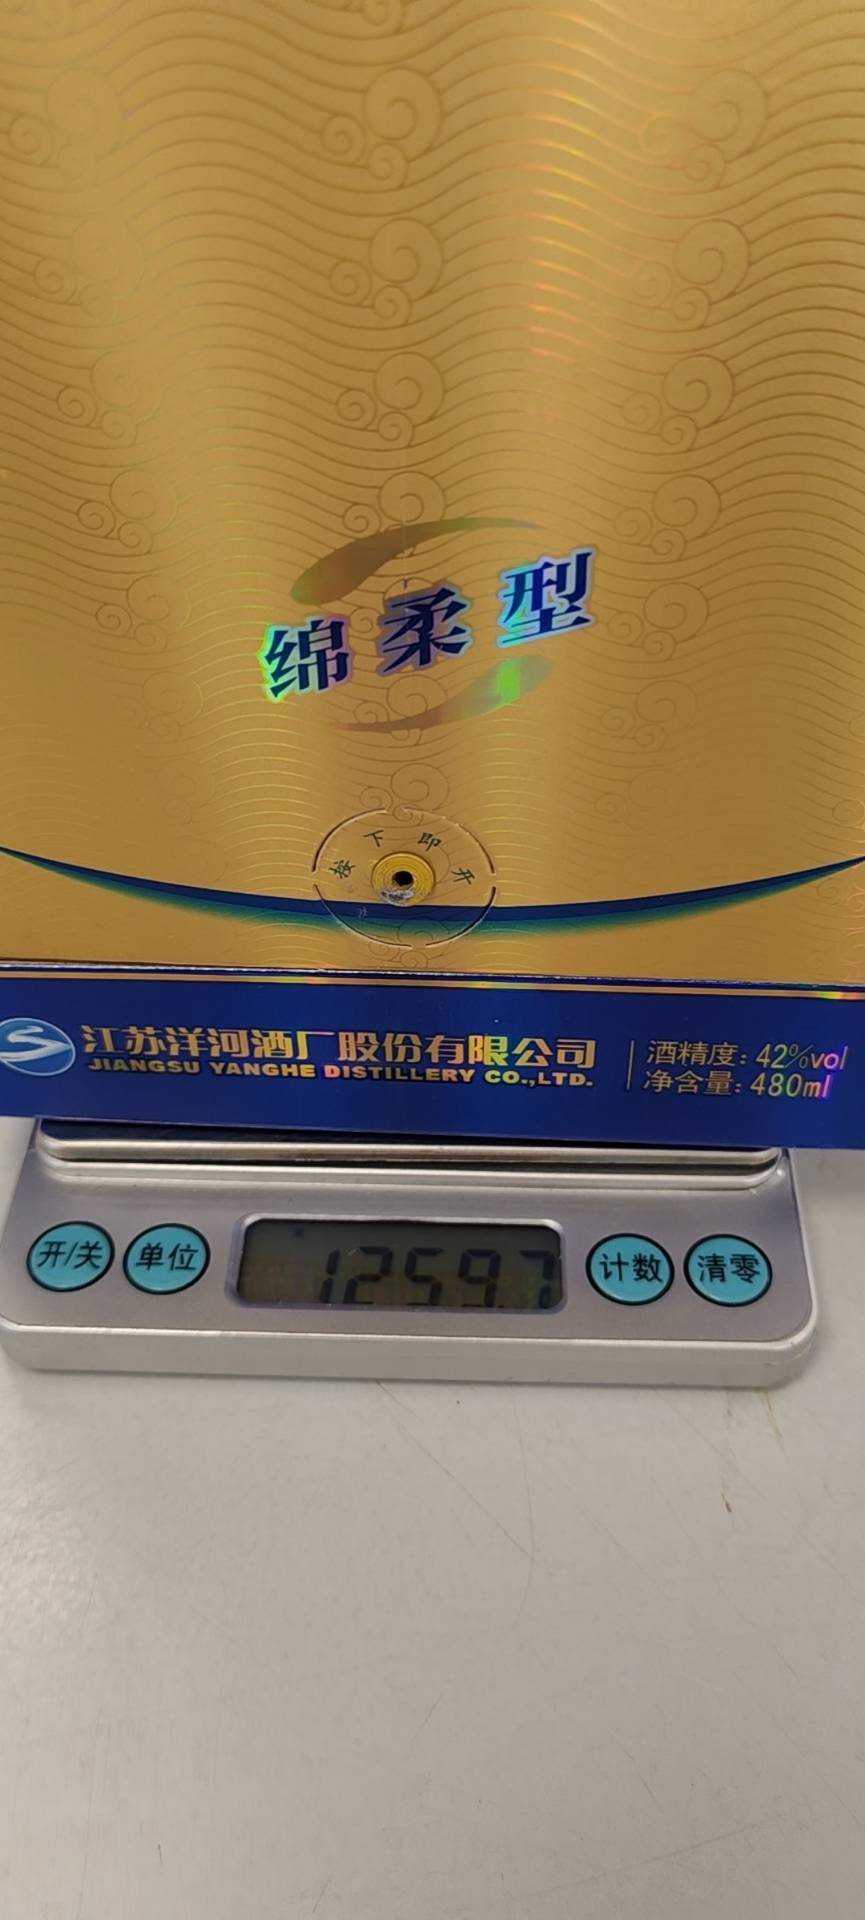 绵柔型
按下即开
江苏洋河酒厂股份有限公司
JIANGSU YANGHE DISTILLERY CO.,LTD.
酒精度：42%vol
净含量：480ml
开/关
单位
1259.7
计数
清零